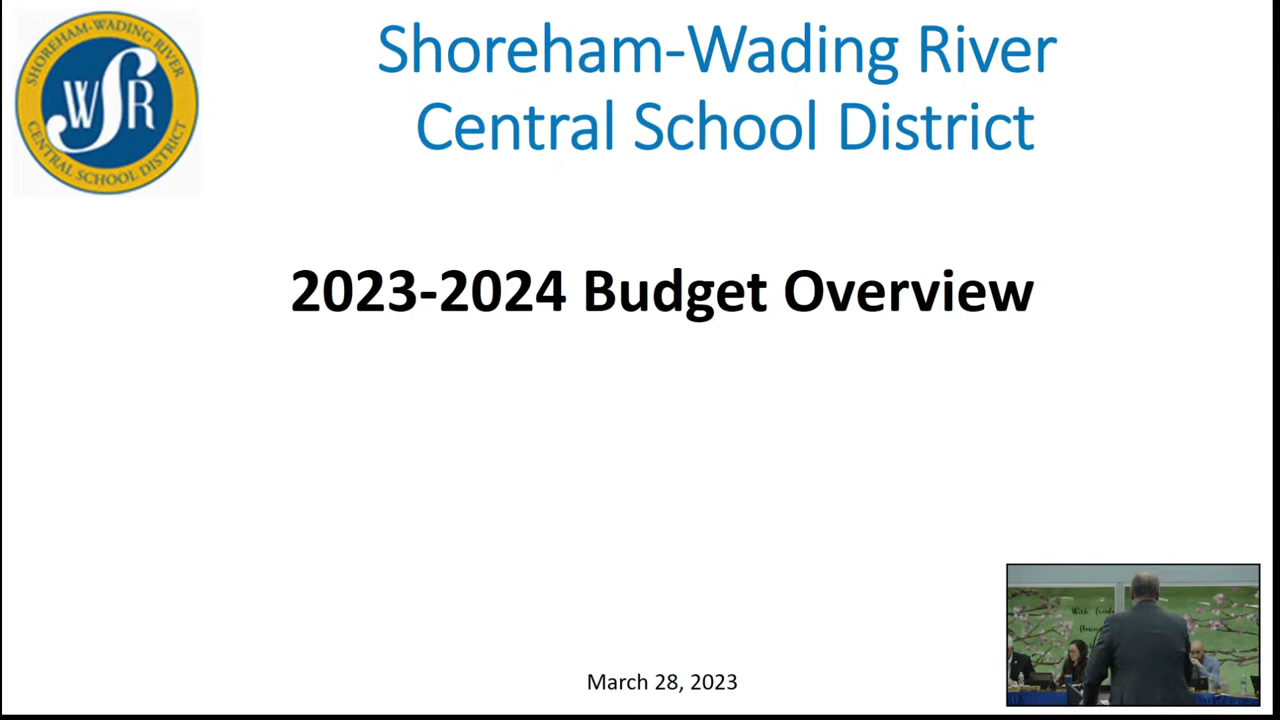 SHOREHAM-WADING RIVER
WSR
CENTRAL SCHOOL DISTRICT
Shoreham-Wading River
Central School District
2023-2024 Budget Overview
With
March 28, 2023